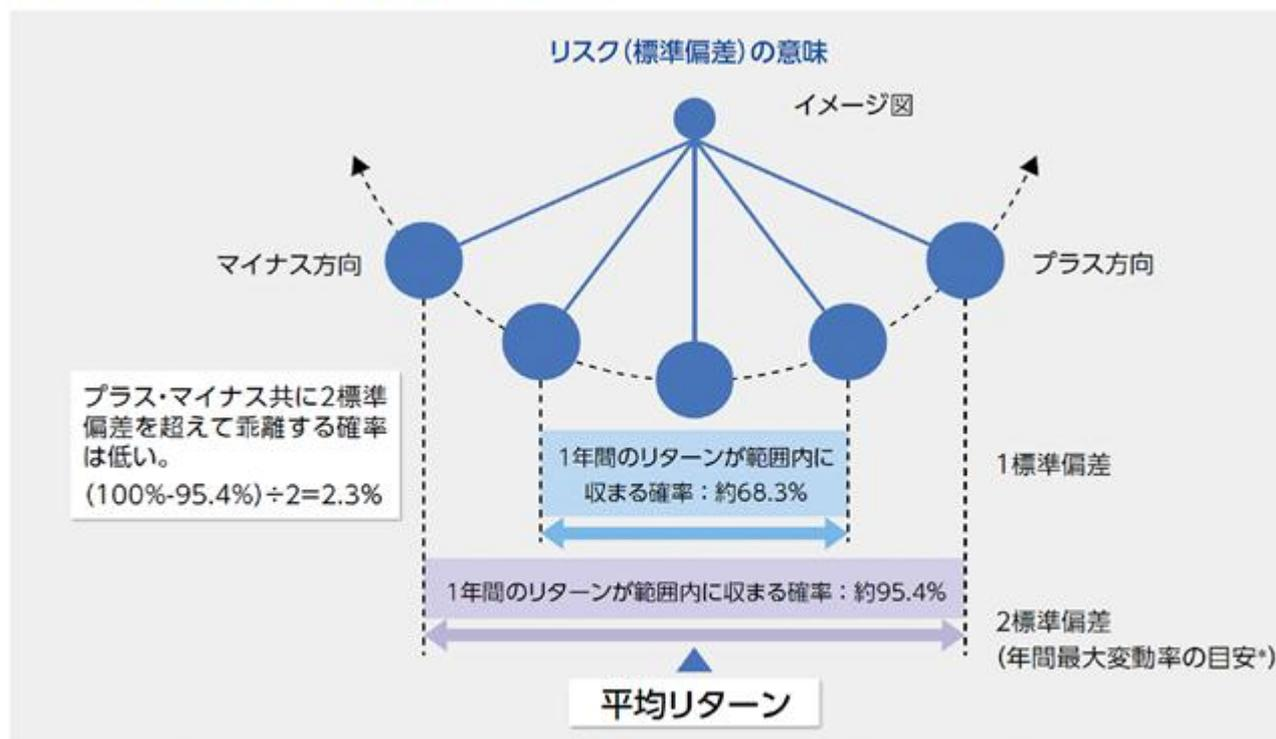 リスク(標準偏差)の意味
イメージ図
マイナス方向
プラス方向
プラス・マイナス共に2標準
偏差を超えて乖離する確率
は低い。
(100%-95.4%)÷2=2.3%
1年間のリターンが範囲内に
収まる確率：約68.3%
1標準偏差
1年間のリターンが範囲内に収まる確率：約95.4%
2標準偏差
(年間最大変動率の目安*)
平均リターン